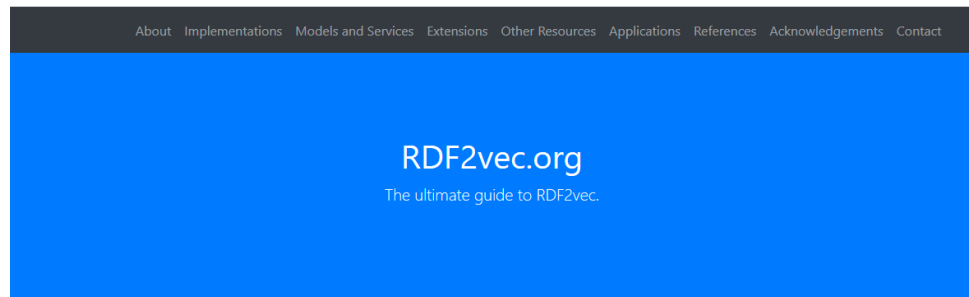 About Implementations Models and Services Extensions Other Resources Applications References Acknowledgements Contact
RDF2vec.org
The ultimate guide to RDF2vec.